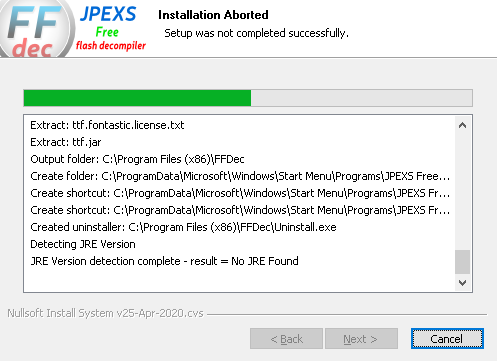 FF
dec
JPEXS
Free
flash decompiler
Installation Aborted
Setup was not completed successfully.
Extract: ttf.fontastic.license.txt
Extract: ttf.jar
Output folder: C:\Program Files (x86)\FFDec
Create folder: C:\ProgramData\Microsoft\Windows\Start Menu\Programs\JPEXS Free...
Create shortcut: C:\ProgramData\Microsoft\Windows\Start Menu\Programs\JPEXS Fr...
Create shortcut: C:\ProgramData\Microsoft\Windows\Start Menu\Programs\JPEXS Fr...
Created uninstaller: C:\Program Files (x86)\FFDec\Uninstall.exe
Detecting JRE Version
JRE Version detection complete - result = No JRE Found
Nullsoft Install System v25-Apr-2020.cvs
< Back
Next >
Cancel